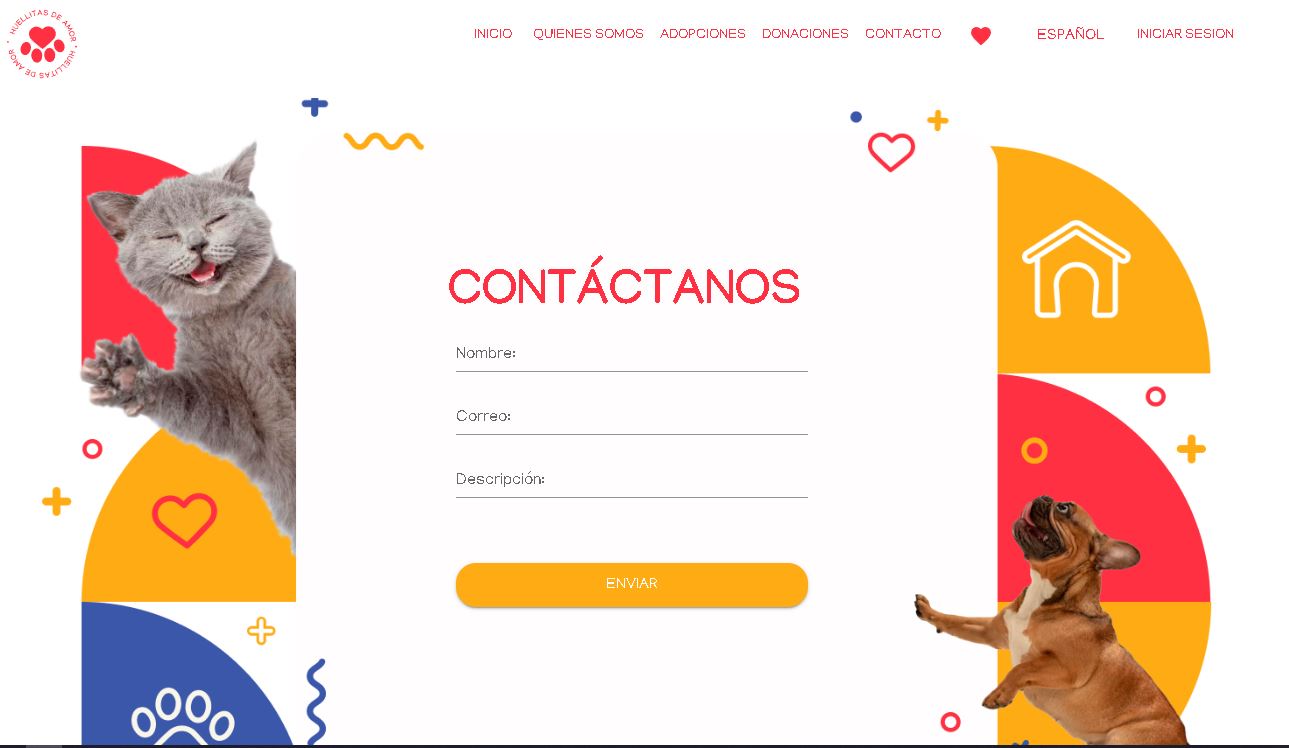 HUELLITAS DE AMOR · HUELLITAS DE AMOR ·
INICIO QUIENES SOMOS ADOPCIONES DONACIONES CONTACTO ESPAÑOL INICIAR SESION
CONTÁCTANOS
Nombre:
Correo:
Descripción:
ENVIAR